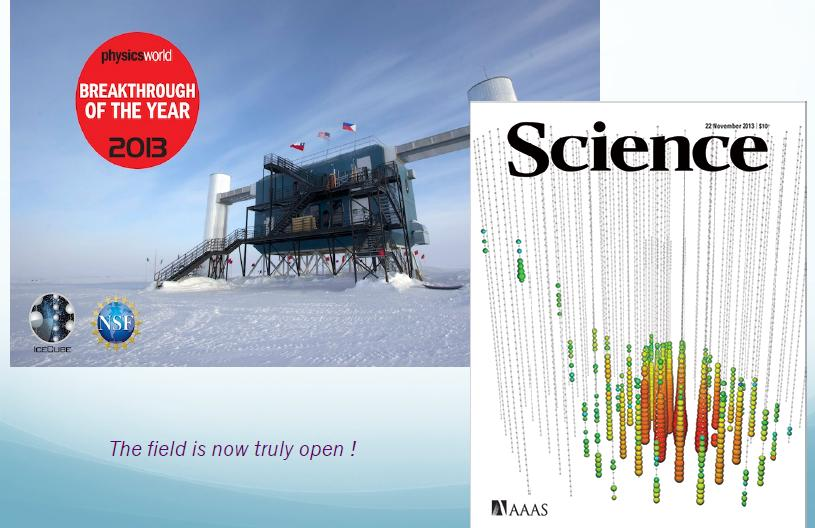 physicsworld
BREAKTHROUGH
OF THE YEAR
2013
22 November 2013 | $10
Science
ICECUBE
NSF
The field is now truly open !
AAAS